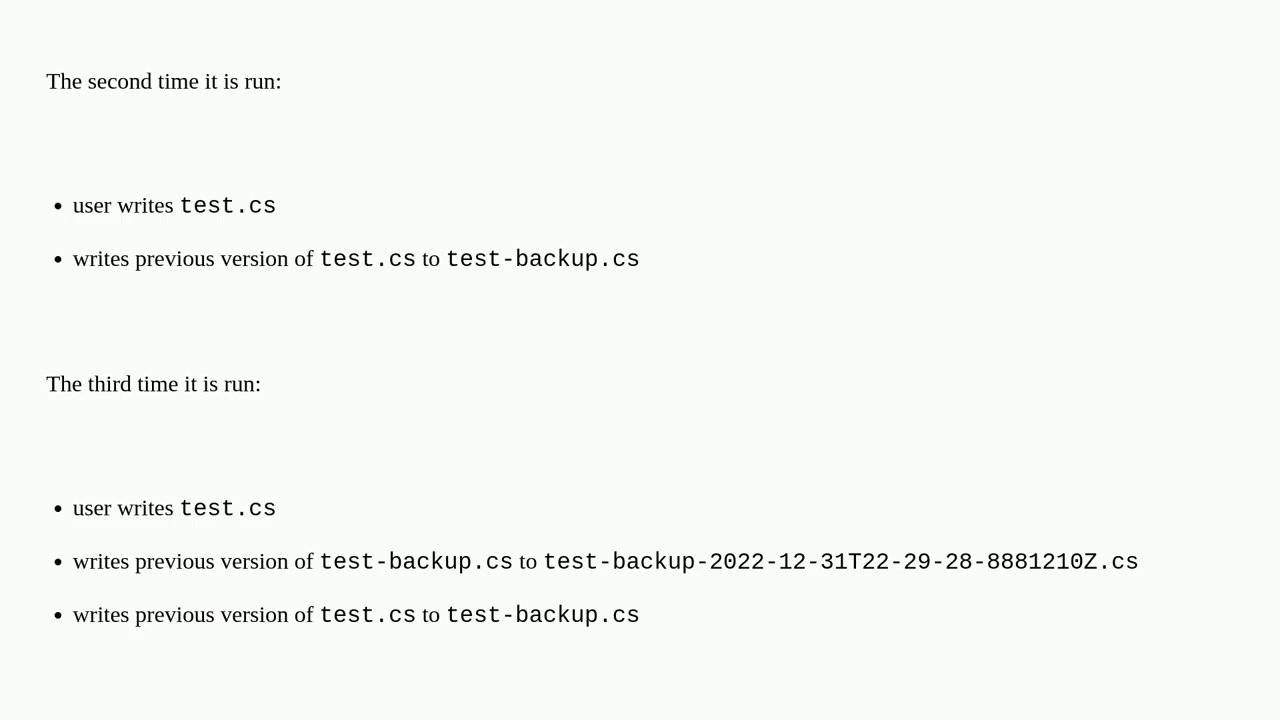 The second time it is run:
• user writes test.cs
• writes previous version of test.cs to test-backup.cs
The third time it is run:
• user writes test.cs
• writes previous version of test-backup.cs to test-backup-2022-12-31T22-29-28-8881210Z.cs
• writes previous version of test.cs to test-backup.cs